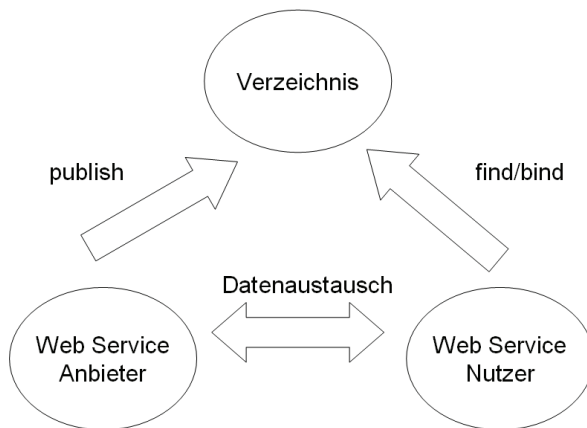 Verzeichnis
publish
find/bind
Datenaustausch
Web Service
Anbieter
Web Service
Nutzer